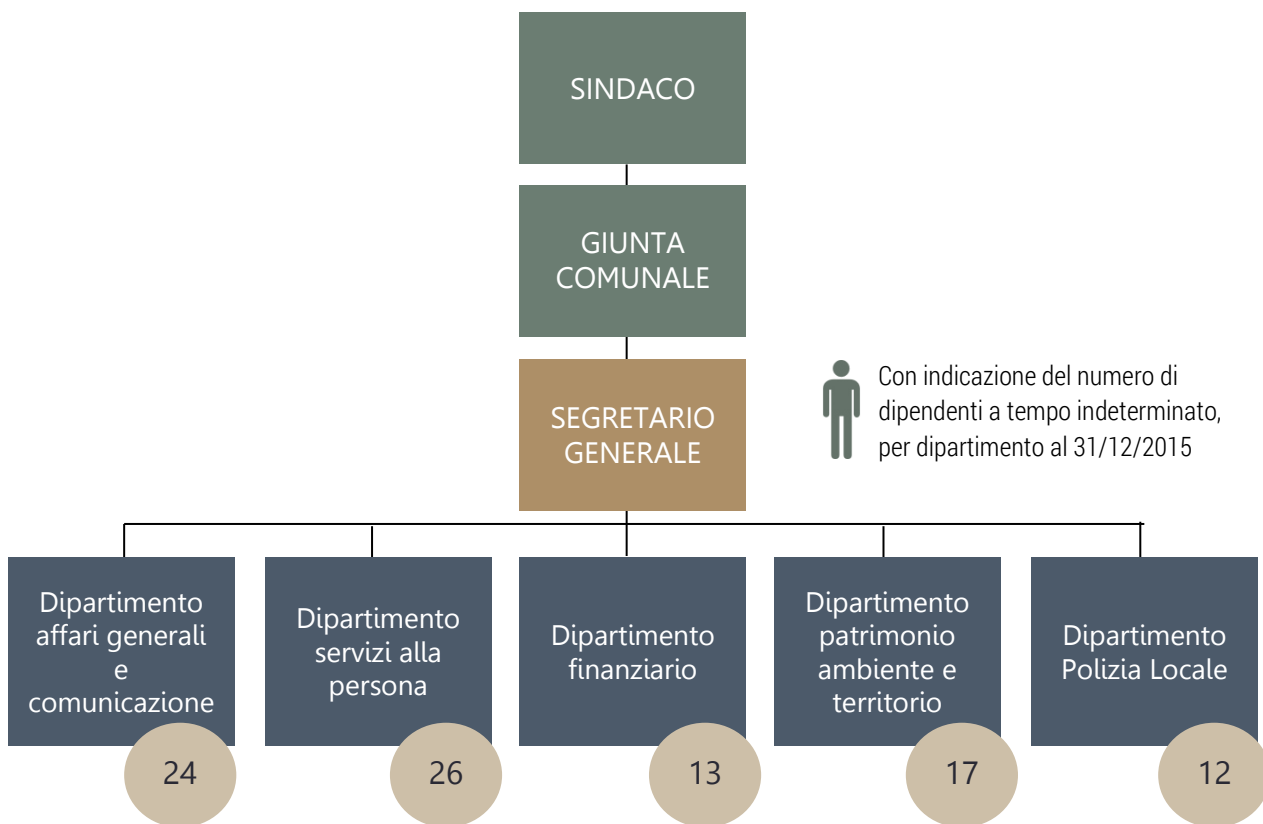 SINDACO
GIUNTA
COMUNALE
SEGRETARIO
GENERALE
Con indicazione del numero di
dipendenti a tempo indeterminato,
per dipartimento al 31/12/2015
Dipartimento
affari generali
e
comunicazione
24
Dipartimento
servizi alla
persona
26
Dipartimento
finanziario
13
Dipartimento
patrimonio
ambiente e
territorio
17
Dipartimento
Polizia Locale
12